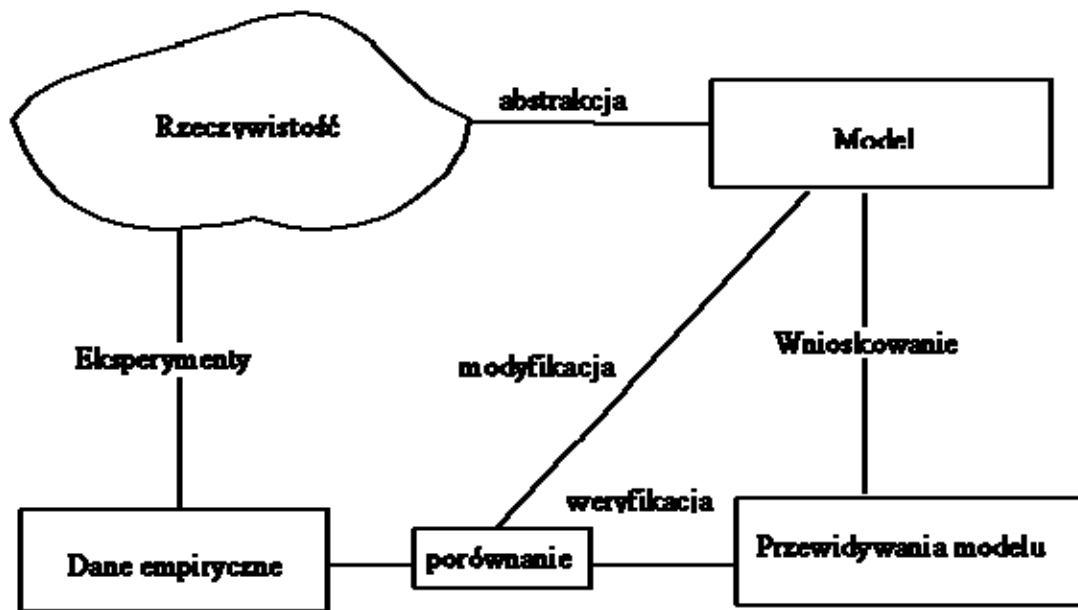 abstrakcja
Rzeczywistość
Model
Eksperymenty
modyfikacja
Wnioskowanie
weryfikacja
Dane empiryczne
porównanie
Przewidywania modelu